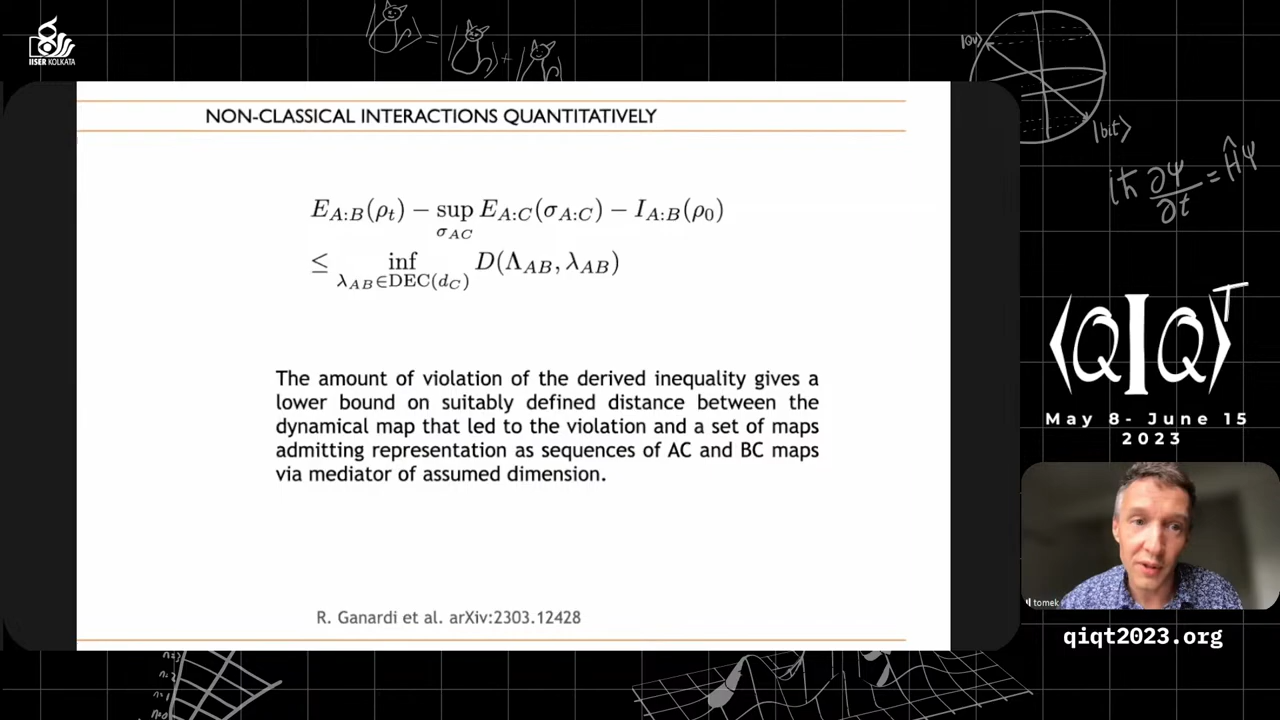 IISER KOLKATA
|0v⟩
|bit⟩
iħ ∂Ψ/∂t = ĤΨ
NON-CLASSICAL INTERACTIONS QUANTITATIVELY
E_{A:B}(ρ_t) − sup_{σ_{AC}} E_{A:C}(σ_{A:C}) − I_{A:B}(ρ_0)
≤ inf_{λ_{AB}∈DEC(d_C)} D(Λ_{AB}, λ_{AB})
The amount of violation of the derived inequality gives a
lower bound on suitably defined distance between the
dynamical map that led to the violation and a set of maps
admitting representation as sequences of AC and BC maps
via mediator of assumed dimension.
R. Ganardi et al. arXiv:2303.12428
⟨QIQ⟩T
May 8- June 15
2023
tomek
qiqt2023.org
n=2
n=1
n=0